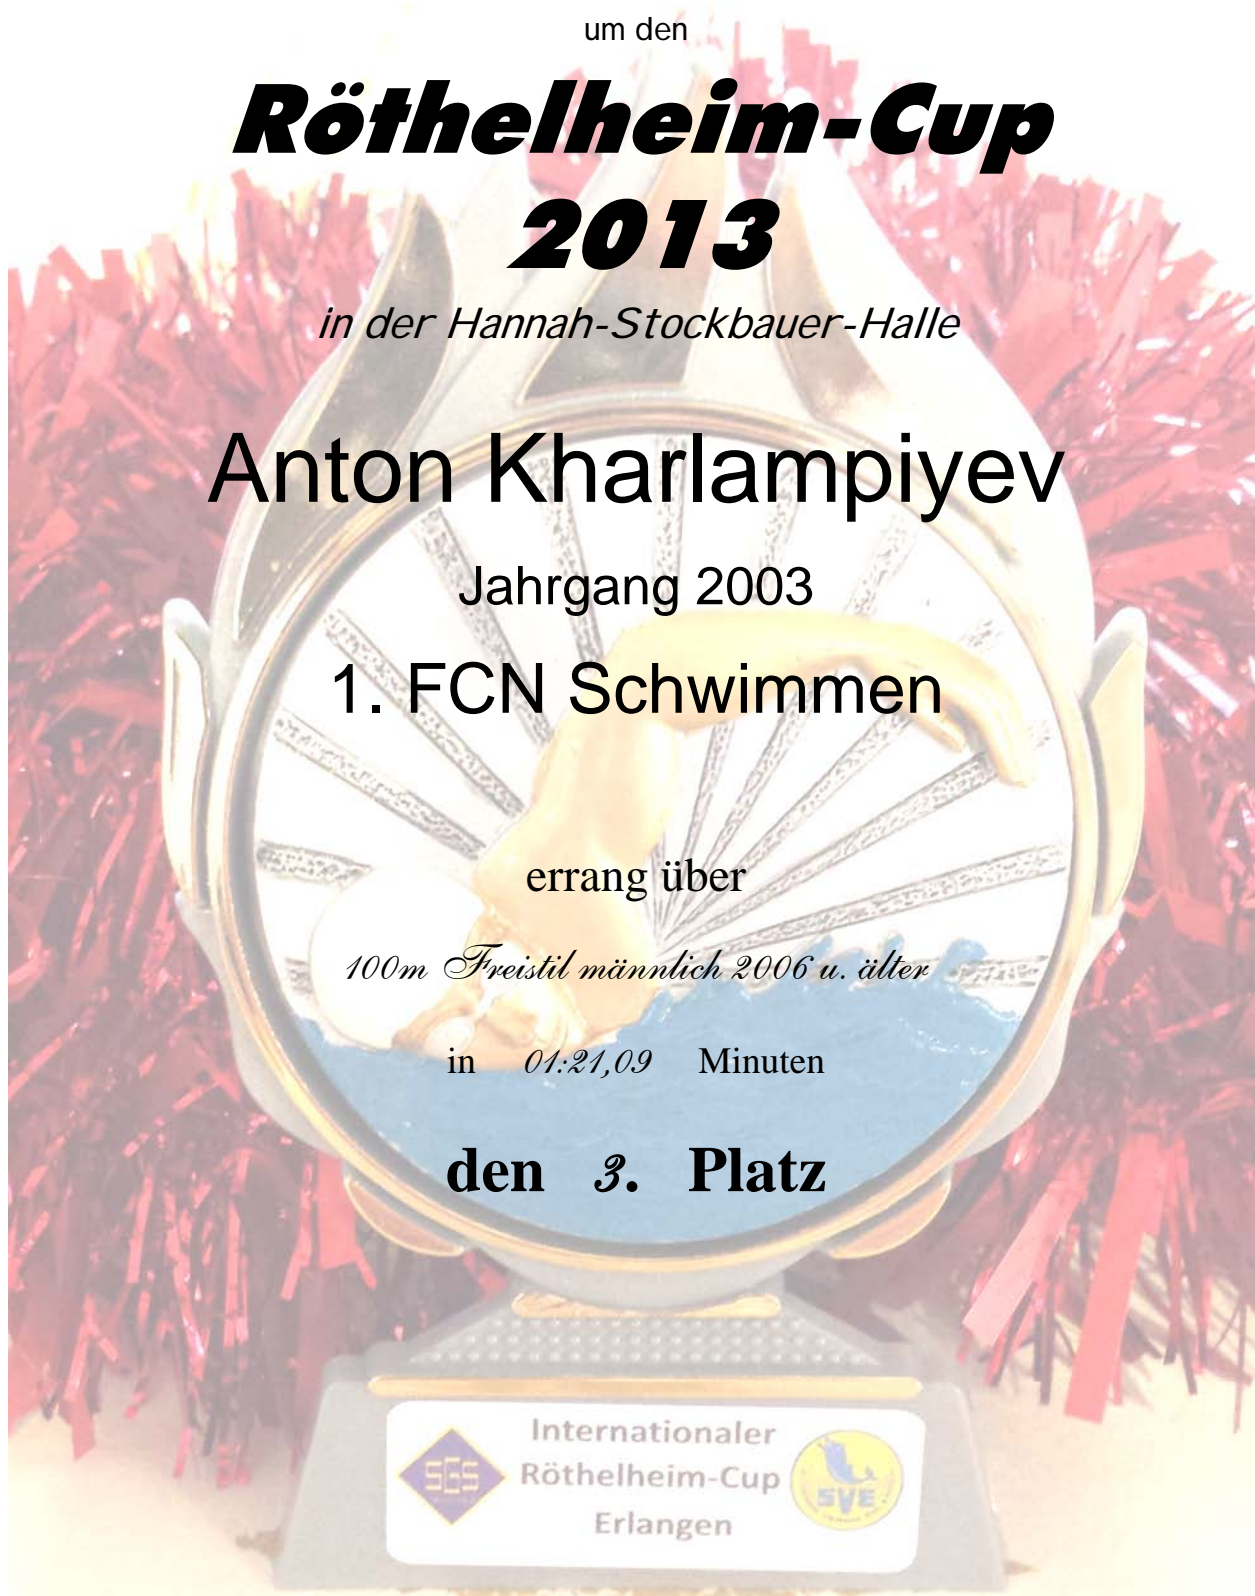 um den
Röthelheim-Cup
2013
in der Hannah-Stockbauer-Halle
Anton Kharlampiyev
Jahrgang 2003
1. FCN Schwimmen
errang über
100m Freistil männlich 2006 u. älter
in 01:21,09 Minuten
den 3. Platz
Internationaler
SGS Röthelheim-Cup SVE
Erlangen